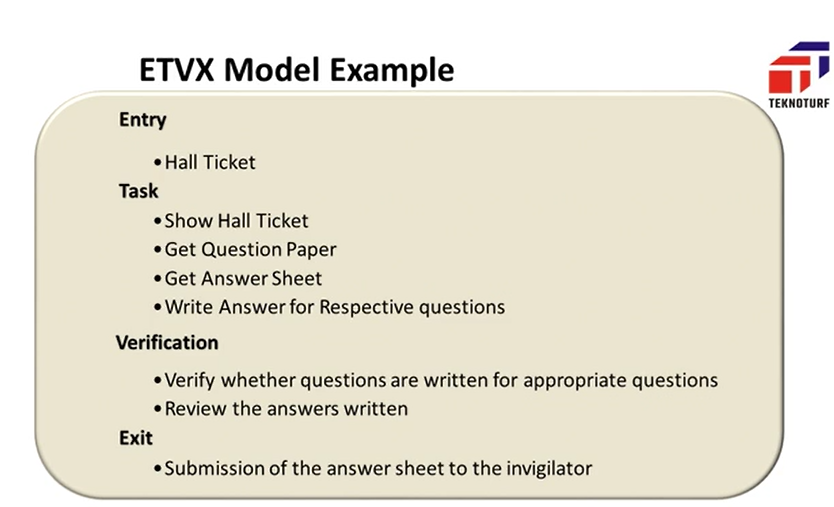 ETVX Model Example
TEKNOTURF
Entry
•Hall Ticket
Task
•Show Hall Ticket
•Get Question Paper
•Get Answer Sheet
•Write Answer for Respective questions
Verification
•Verify whether questions are written for appropriate questions
•Review the answers written
Exit
•Submission of the answer sheet to the invigilator